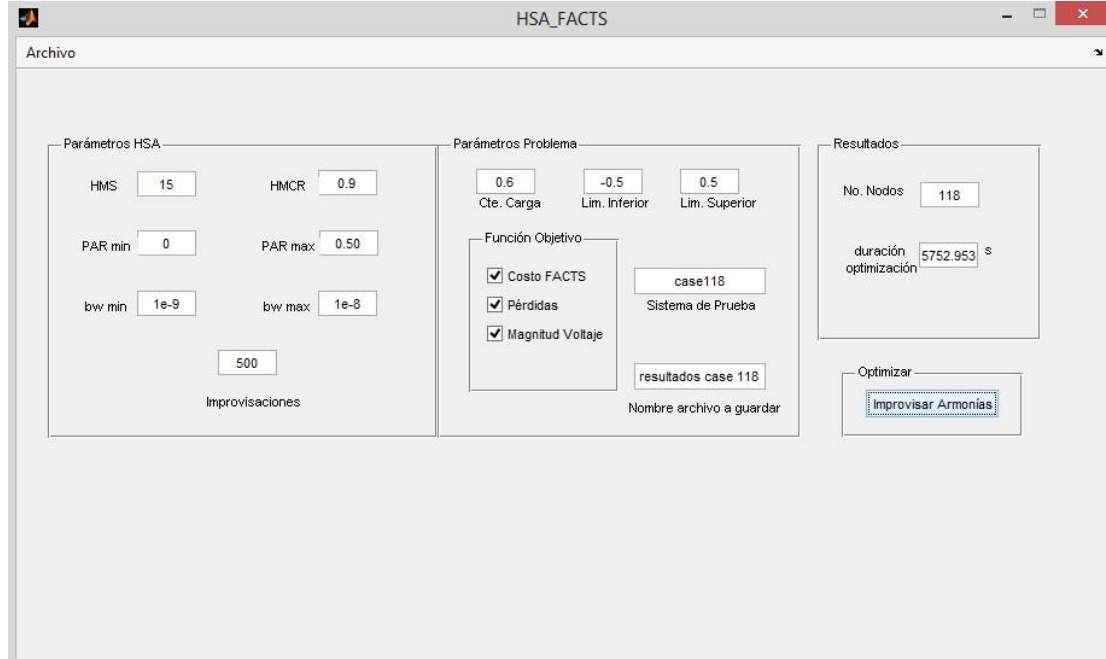 HSA_FACTS
Archivo
Parámetros HSA
HMS 15 HMCR 0.9
PAR min 0 PAR max 0.50
bw min 1e-9 bw max 1e-8
500
Improvisaciones
Parámetros Problema
0.6 -0.5 0.5
Cte. Carga Lim. Inferior Lim. Superior
Función Objetivo
Costo FACTS
Pérdidas
Magnitud Voltaje
case118
Sistema de Prueba
resultados case 118
Nombre archivo a guardar
Resultados
No. Nodos 118
duración
optimización 5752.953 s
Optimizar
Improvisar Armonías